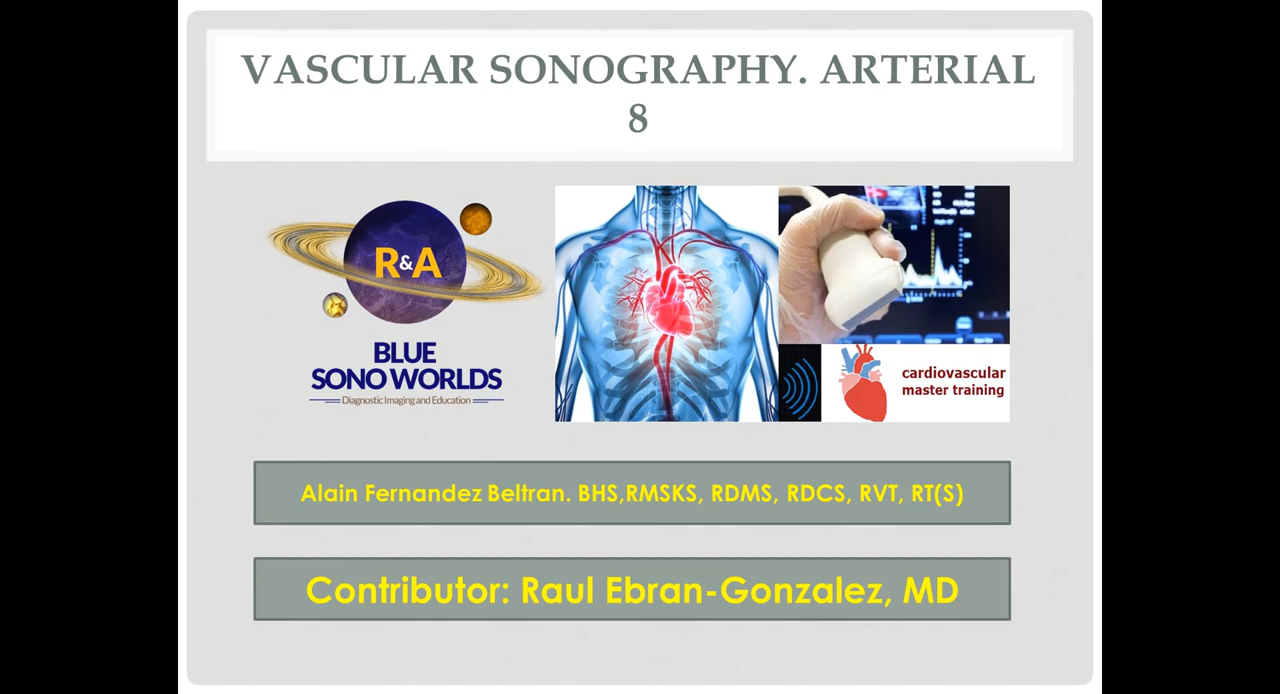 VASCULAR SONOGRAPHY. ARTERIAL
8
R&A
BLUE
SONO WORLDS
Diagnostic Imaging and Education
cardiovascular
master training
Alain Fernandez Beltran. BHS,RMSKS, RDMS, RDCS, RVT, RT(S)
Contributor: Raul Ebran-Gonzalez, MD